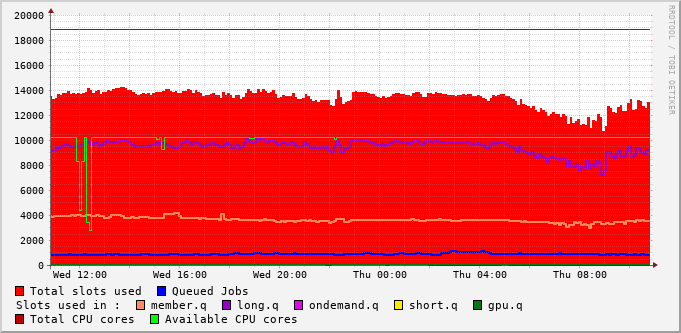 20000
18000
16000
14000
12000
10000
8000
6000
4000
2000
0
Wed 12:00 Wed 16:00 Wed 20:00 Thu 00:00 Thu 04:00 Thu 08:00
Total slots used Queued Jobs
Slots used in : member.q long.q ondemand.q short.q gpu.q
Total CPU cores Available CPU cores
RRDTOOL / TOBI OETIKER